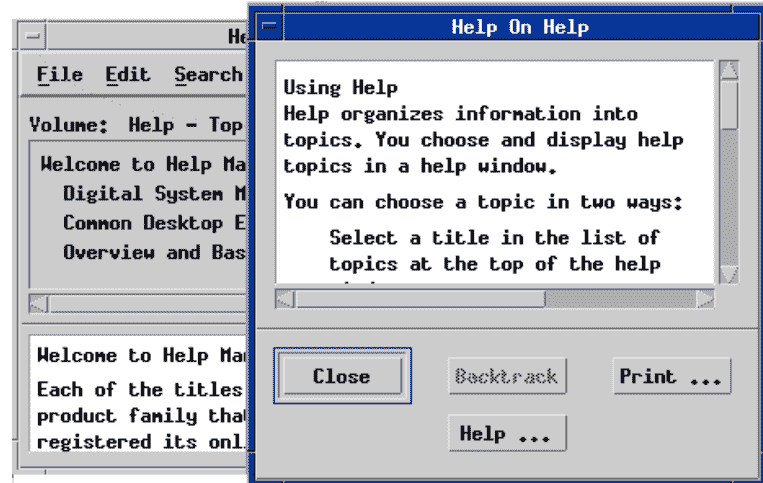 He
File Edit Search
Volume: Help - Top
Welcome to Help Ma
Digital System M
Common Desktop E
Overview and Bas
Welcome to Help Ma
Each of the titles
product family tha
registered its onl
Help On Help
Using Help
Help organizes information into
topics. You choose and display help
topics in a help window.
You can choose a topic in two ways:
Select a title in the list of
topics at the top of the help
Close
Backtrack
Print ...
Help ...